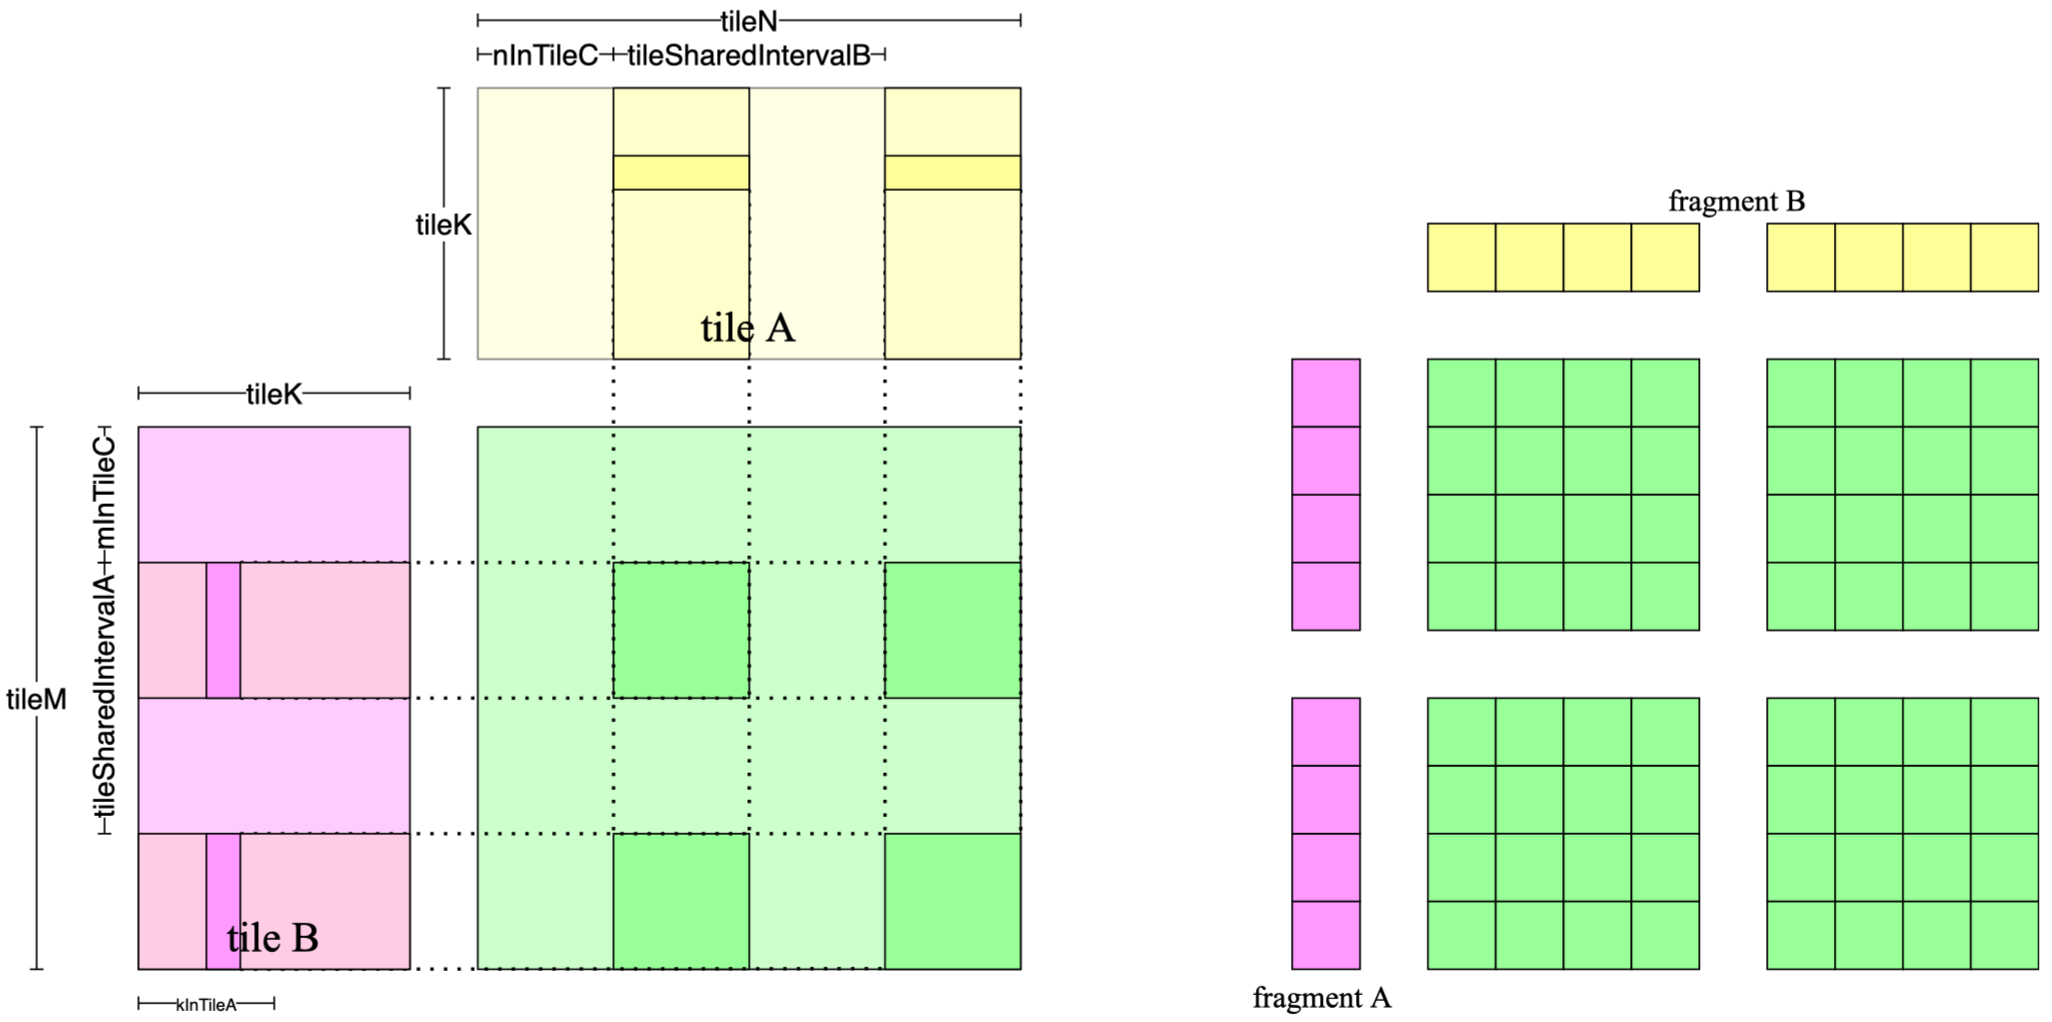 tileN
nInTileC
tileSharedIntervalB
tileK
tile A
fragment B
tileK
tileM
tileSharedIntervalA
mInTileC
tile B
kInTileA
fragment A